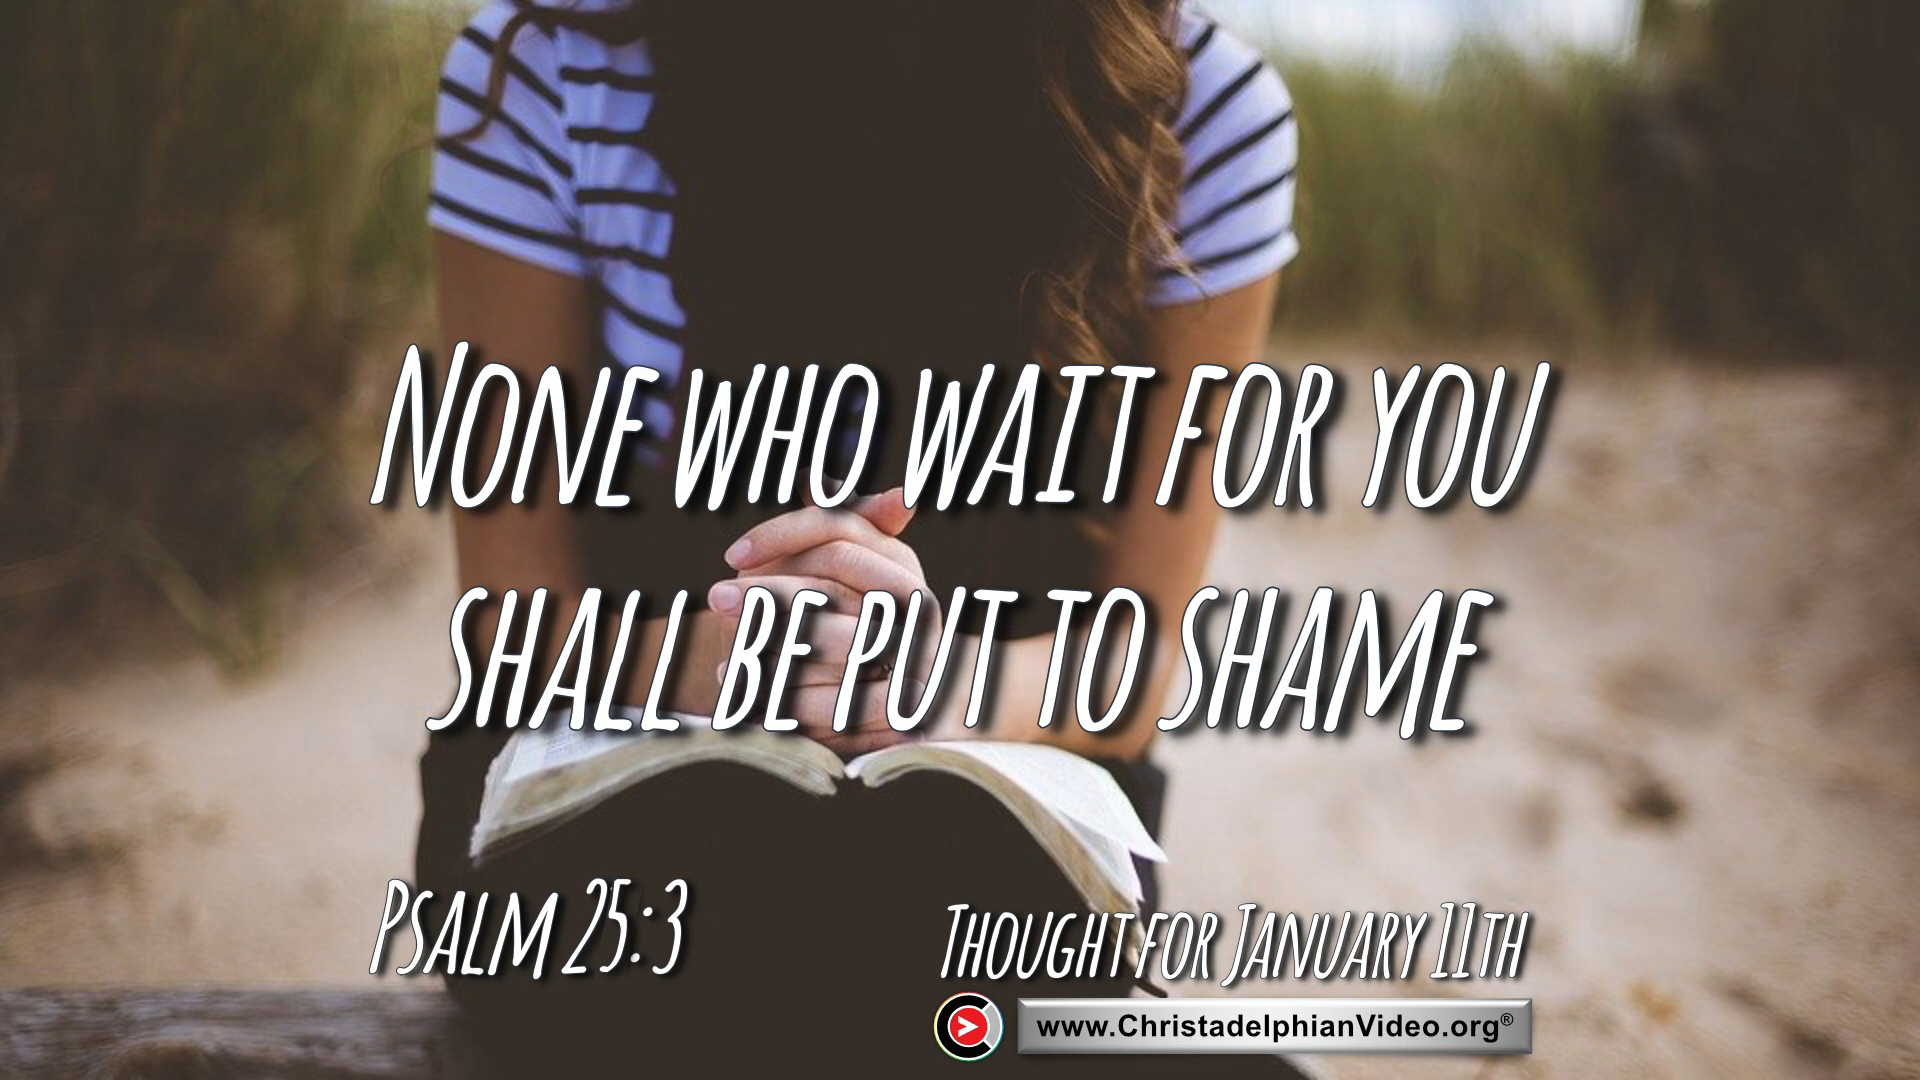 None who wait for you
shall be put to shame
Psalm 25:3
Thought for January 11th
www.ChristadelphianVideo.org®